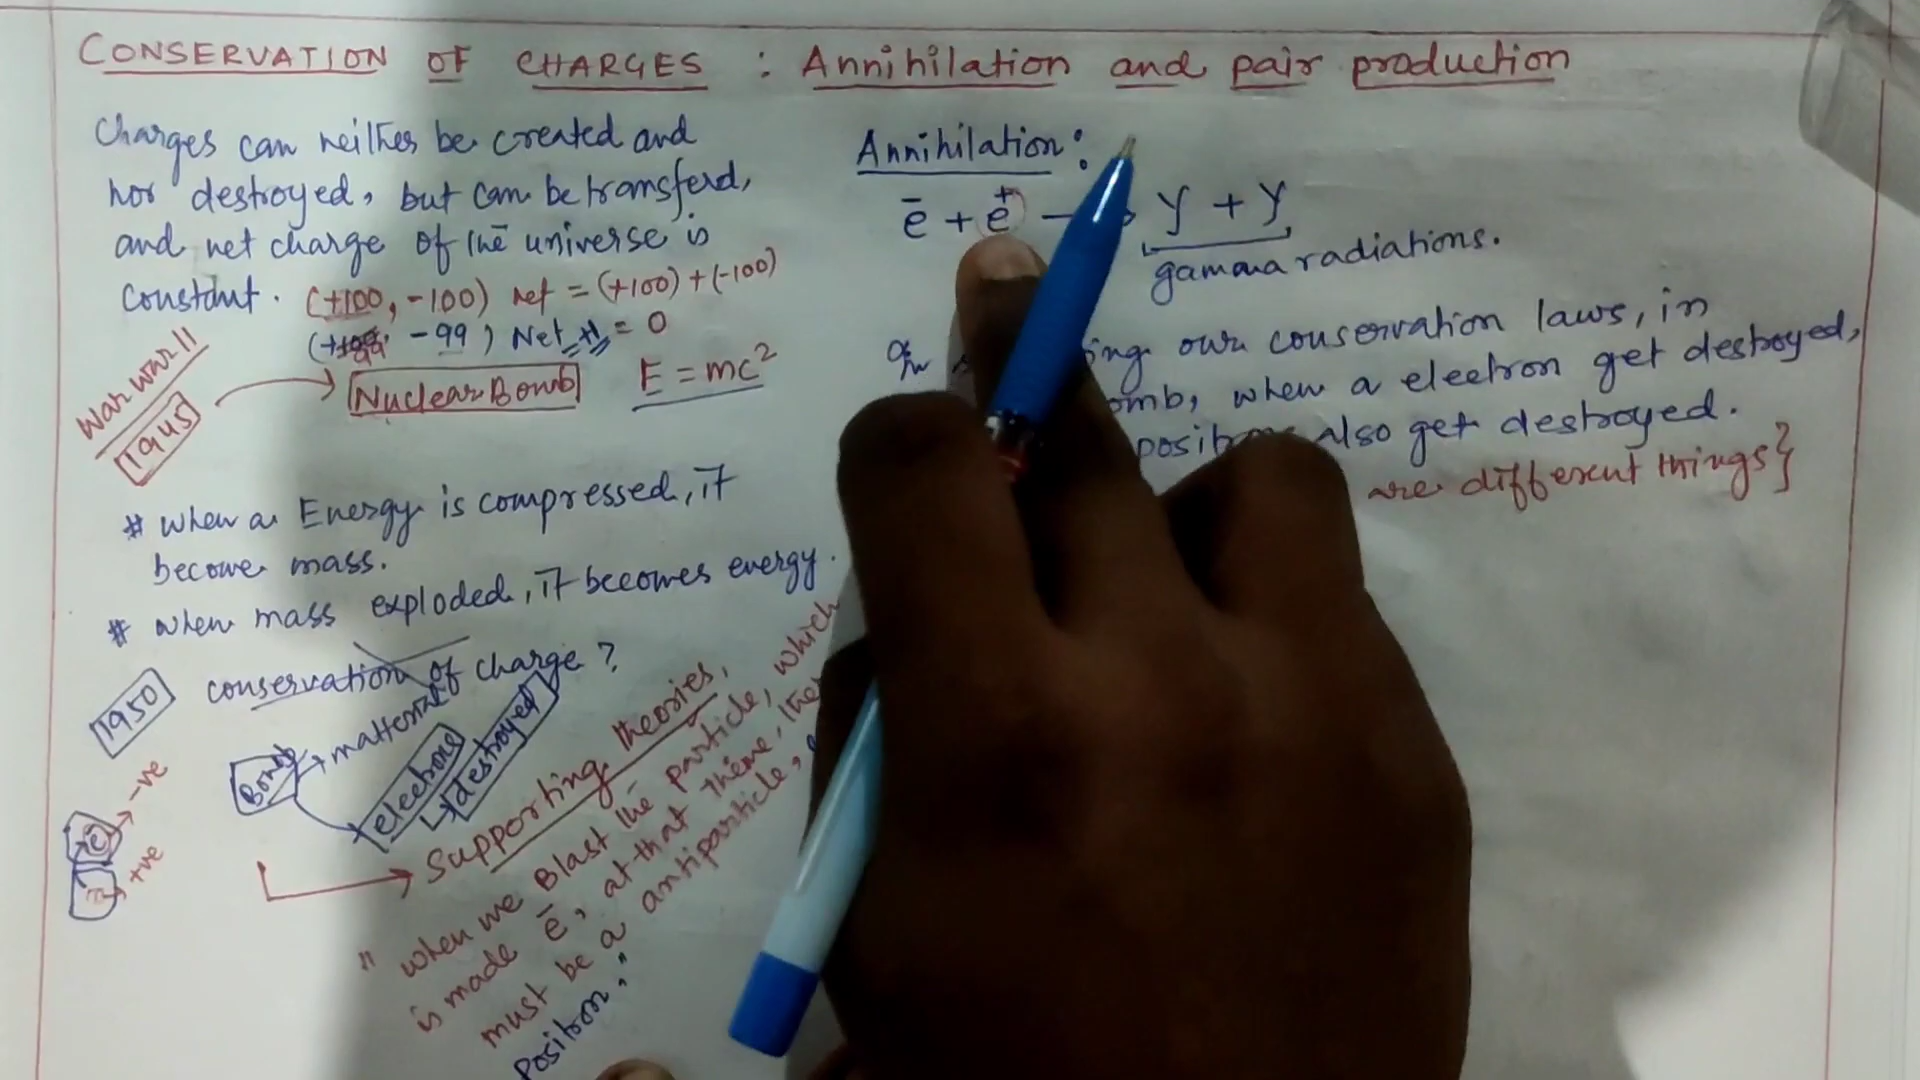 CONSERVATION OF CHARGES : Annihilation and pair production
Charges can neither be created and
nor destroyed, but can be transferd,
and net charge of the universe is
constant. (+100, -100) net = (+100) + (-100)
-99) Net = 0
War war II
1945
Nuclear Bomb
E = mc²
# when a Energy is compressed, it
become mass.
# when mass exploded, it becomes energy.
1950
conservation of charge?
Bomb
material
electrons
destroyed
e
-ve
+ve
Supporting theories,
"when we Blast the particle, which
is made ē, at that theme,
must be a antiparticle,
Positron."
Annihilation:
ē + e⁺ → γ + γ
gamma radiations.
our conservation laws, in
when a electron get destroyed,
also get destroyed.
are different things}